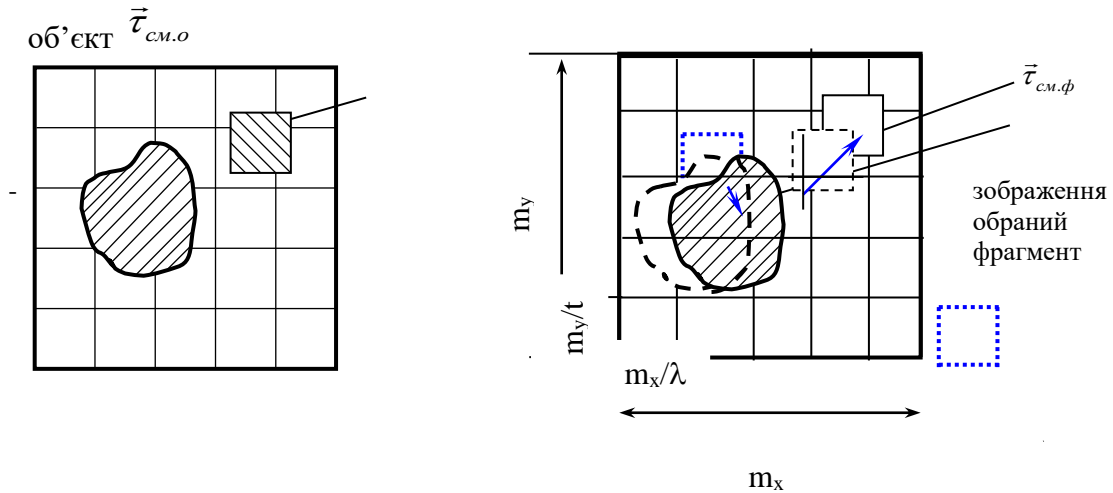 об’єкт τ⃗см.о
τ⃗см.ф
зображення
обраний
фрагмент
my
my/t
mx/λ
mx